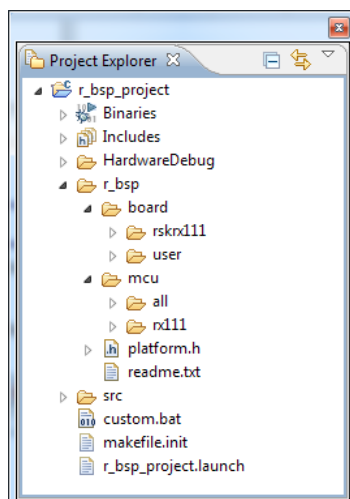 Project Explorer
r_bsp_project
Binaries
Includes
HardwareDebug
r_bsp
board
rskrx111
user
mcu
all
rx111
platform.h
readme.txt
src
custom.bat
makefile.init
r_bsp_project.launch